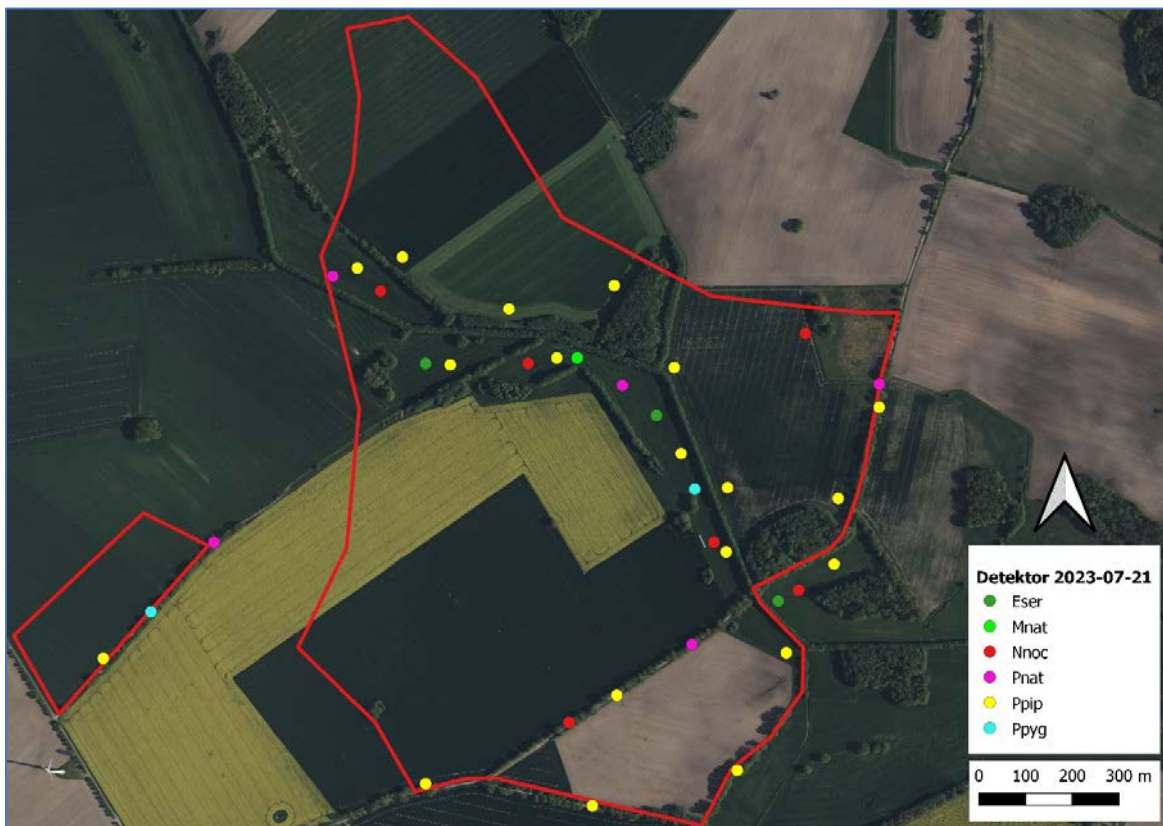 Detektor 2023-07-21
Eser
Mnat
Nnoc
Pnat
Ppip
Ppyg
0 100 200 300 m